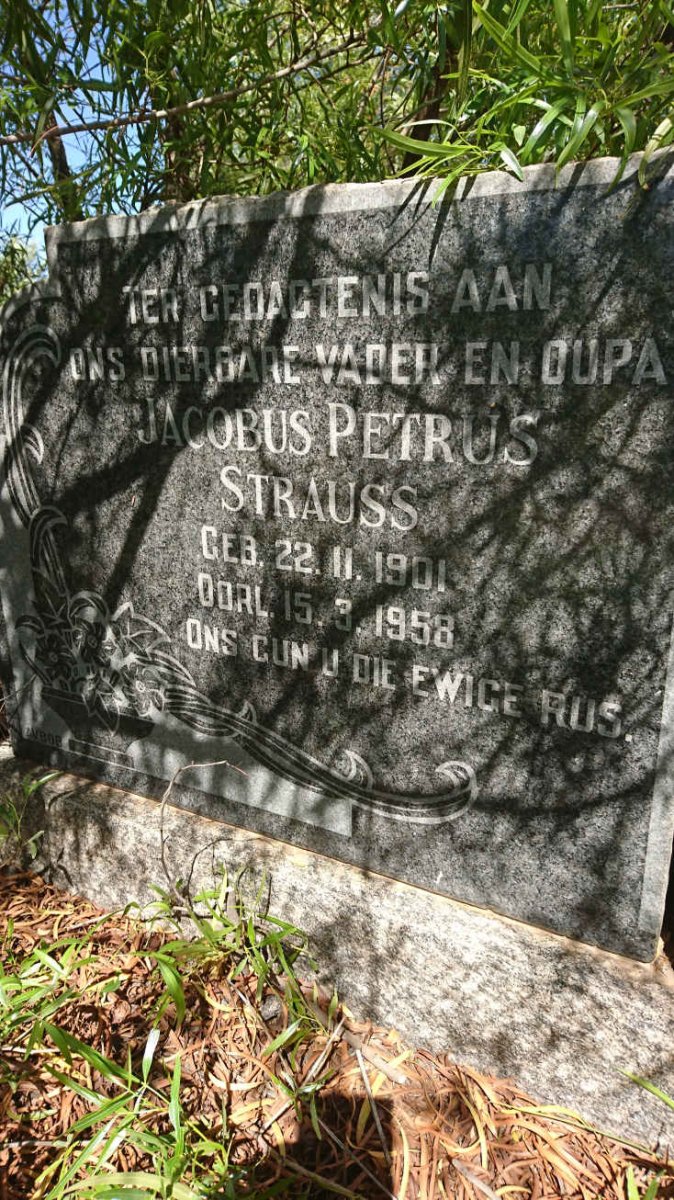 TER GEDAGTENIS AAN
ONS DIERBARE VADER EN OUPA
JACOBUS PETRUS
STRAUSS
GEB. 22. 11. 1901
OORL. 15. 3. 1958
ONS GUN U DIE EWIGE RUS.